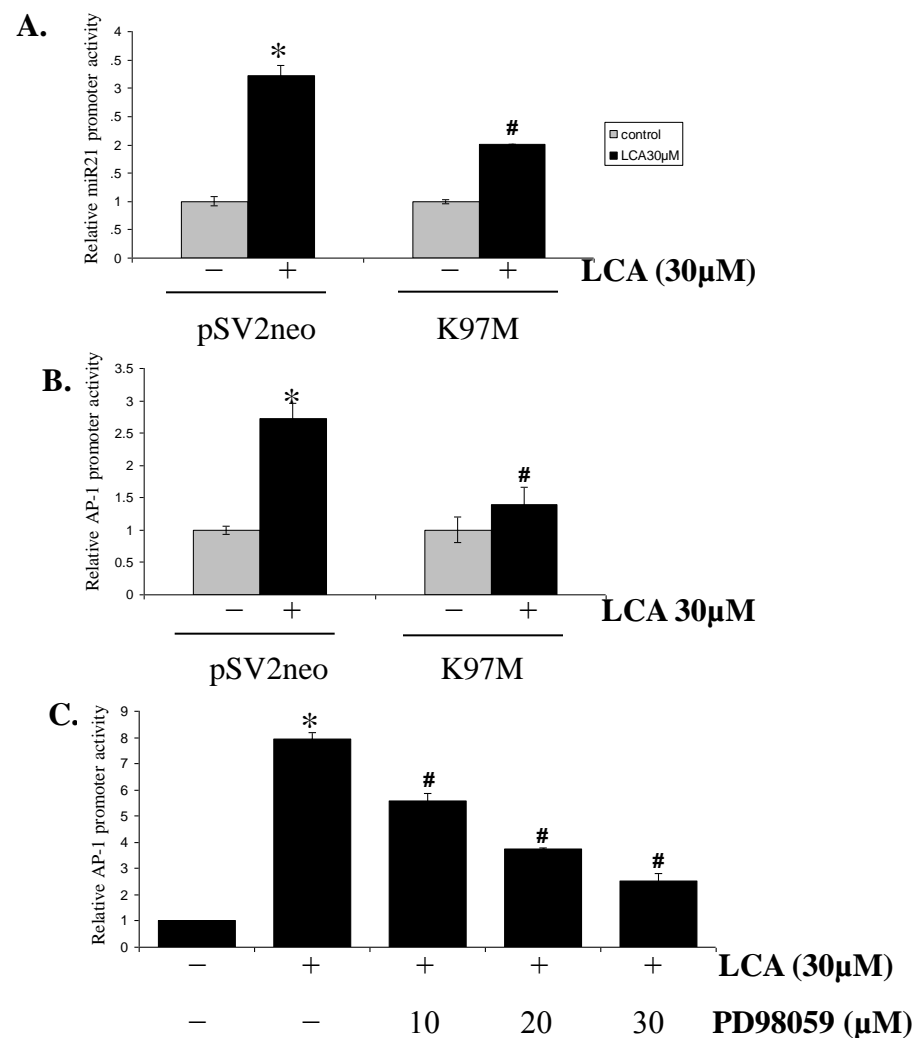 A.
Relative miR21 promoter activity
4
.5
3
.5
2
.5
1
.5
0
*
#
control
LCA30μM
− + − + LCA (30μM)
pSV2neo K97M
B.
Relative AP-1 promoter activity
3.5
3
2.5
2
1.5
1
0.5
0
*
#
− + − + LCA 30μM
pSV2neo K97M
C.
Relative AP-1 promoter activity
9
8
7
6
5
4
3
2
1
0
*
#
#
#
− + + + + LCA (30μM)
− − 10 20 30 PD98059 (μM)